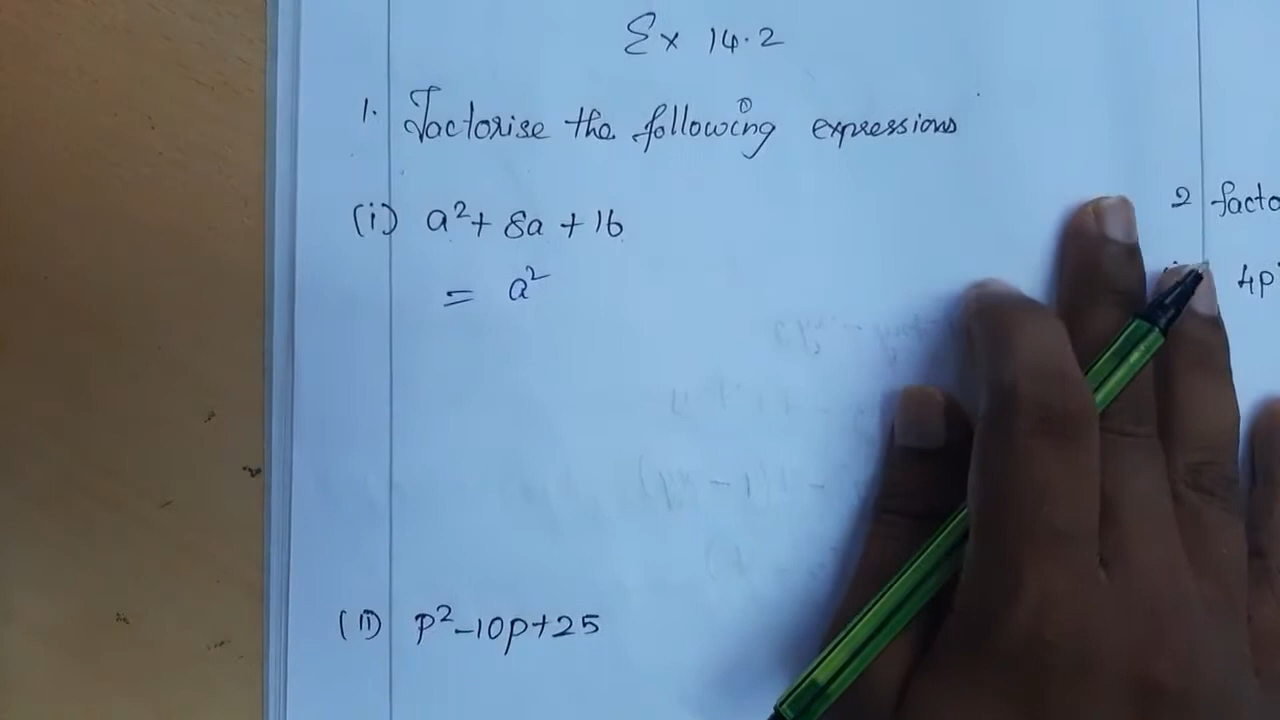 Ex 14.2
1. Factorise the following expressions
(i) a²+ 8a + 16
= a²
(ii) p²-10p+25
2 facto
4p